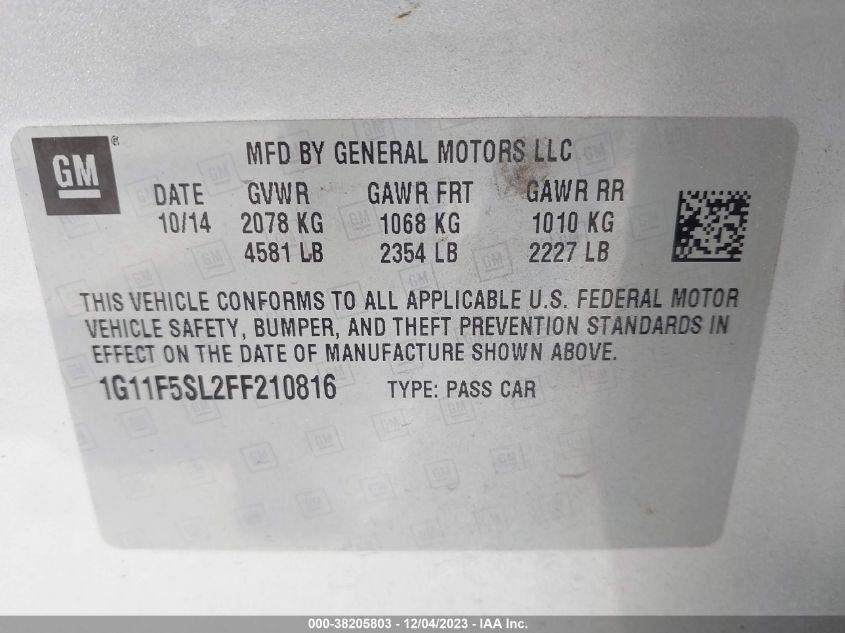 GM®
MFD BY GENERAL MOTORS LLC
DATE GVWR GAWR FRT GAWR RR
10/14 2078 KG 1068 KG 1010 KG
4581 LB 2354 LB 2227 LB
THIS VEHICLE CONFORMS TO ALL APPLICABLE U.S. FEDERAL MOTOR
VEHICLE SAFETY, BUMPER, AND THEFT PREVENTION STANDARDS IN
EFFECT ON THE DATE OF MANUFACTURE SHOWN ABOVE.
1G11F5SL2FF210816 TYPE: PASS CAR
000-38205803 - 12/04/2023 - IAA Inc.